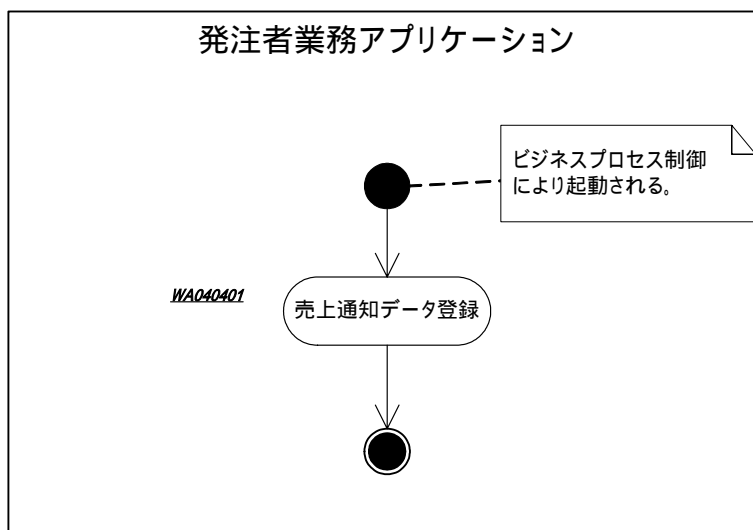 発注者業務アプリケーション
ビジネスプロセス制御
により起動される。
WA040401
売上通知データ登録